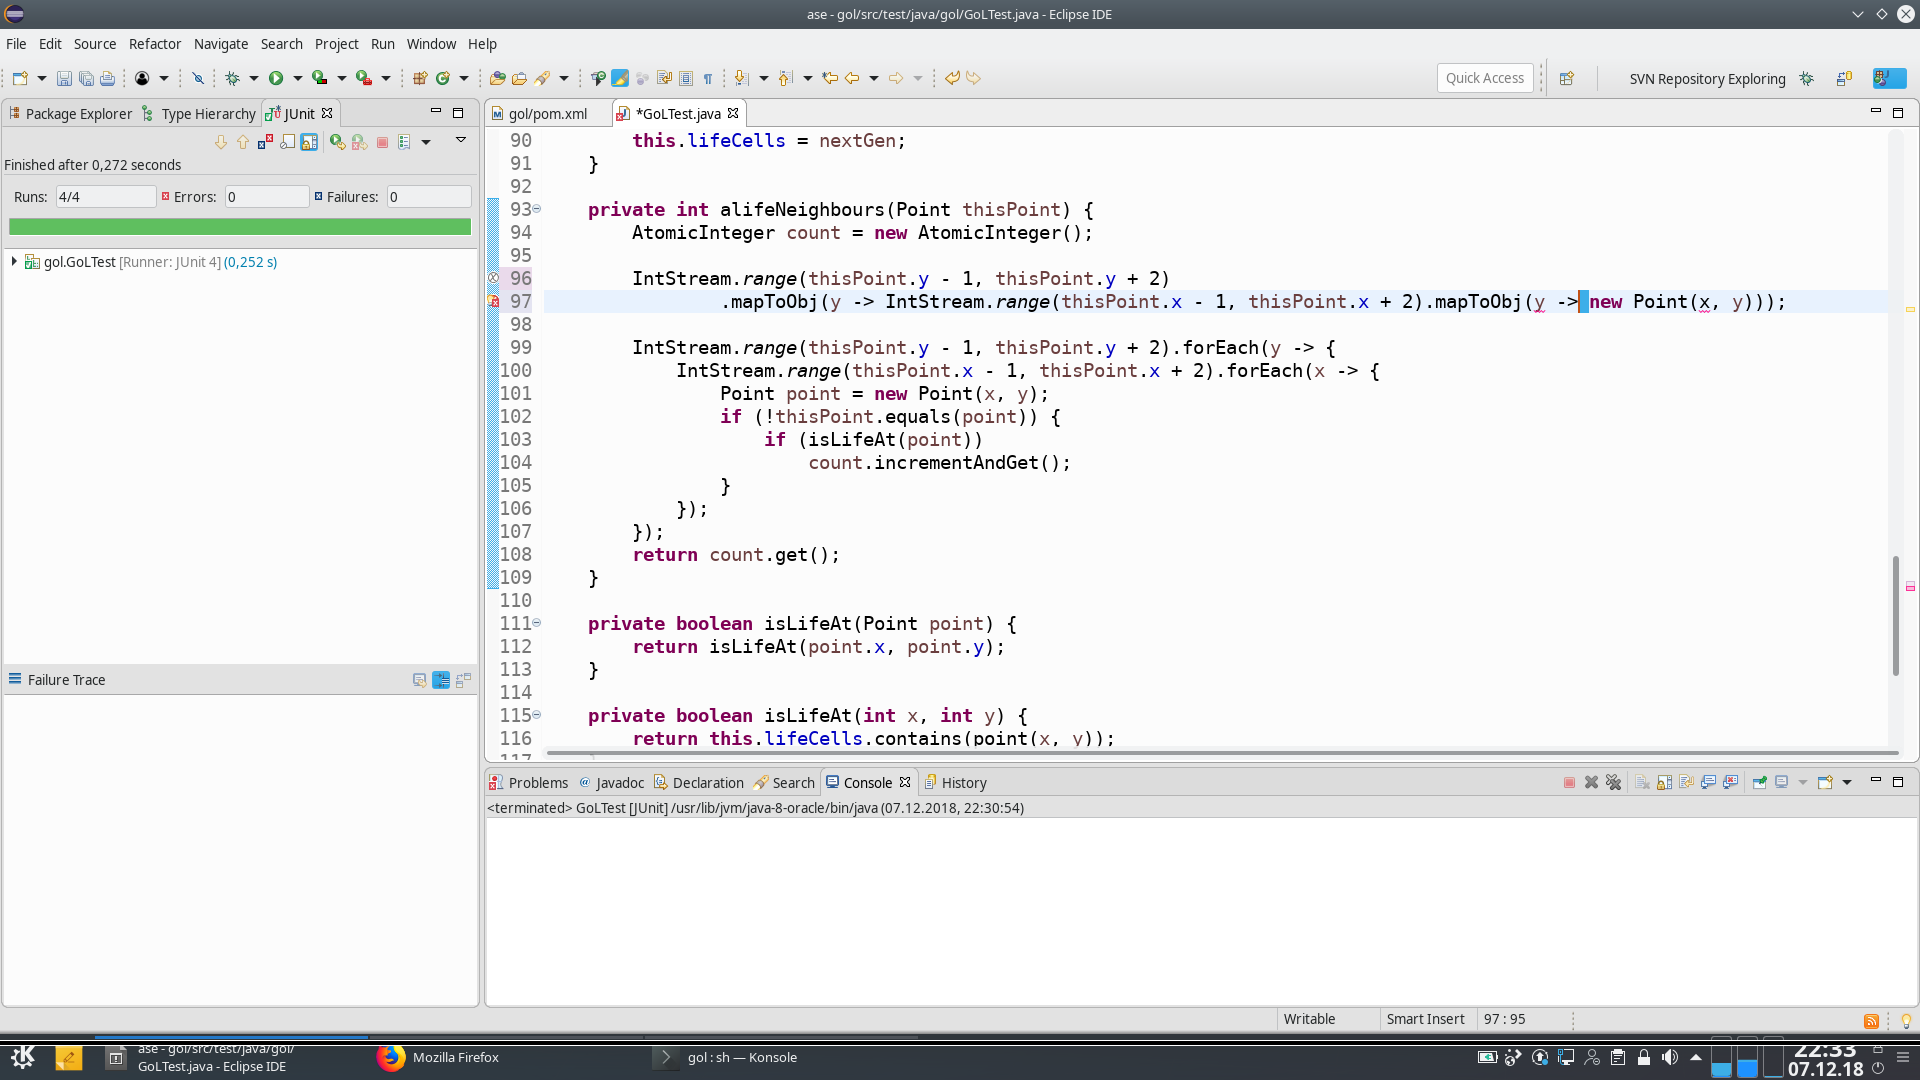 ase - gol/src/test/java/gol/GoLTest.java - Eclipse IDE
File Edit Source Refactor Navigate Search Project Run Window Help
Quick Access
SVN Repository Exploring
Package Explorer Type Hierarchy JUnit
Finished after 0,272 seconds
Runs: 4/4 Errors: 0 Failures: 0
gol.GoLTest [Runner: JUnit 4] (0,252 s)
Failure Trace
gol/pom.xml *GoLTest.java
90 this.lifeCells = nextGen;
91 }
92
93 private int alifeNeighbours(Point thisPoint) {
94 AtomicInteger count = new AtomicInteger();
95
96 IntStream.range(thisPoint.y - 1, thisPoint.y + 2)
97 .mapToObj(y -> IntStream.range(thisPoint.x - 1, thisPoint.x + 2).mapToObj(y -> new Point(x, y)));
98
99 IntStream.range(thisPoint.y - 1, thisPoint.y + 2).forEach(y -> {
100 IntStream.range(thisPoint.x - 1, thisPoint.x + 2).forEach(x -> {
101 Point point = new Point(x, y);
102 if (!thisPoint.equals(point)) {
103 if (isLifeAt(point))
104 count.incrementAndGet();
105 }
106 });
107 });
108 return count.get();
109 }
110
111 private boolean isLifeAt(Point point) {
112 return isLifeAt(point.x, point.y);
113 }
114
115 private boolean isLifeAt(int x, int y) {
116 return this.lifeCells.contains(point(x, y));
117 }
Problems Javadoc Declaration Search Console History
<terminated> GoLTest [JUnit] /usr/lib/jvm/java-8-oracle/bin/java (07.12.2018, 22:30:54)
Writable Smart Insert 97 : 95
ase - gol/src/test/java/gol/
GoLTest.java - Eclipse IDE
Mozilla Firefox
gol : sh — Konsole
22:33
07.12.18